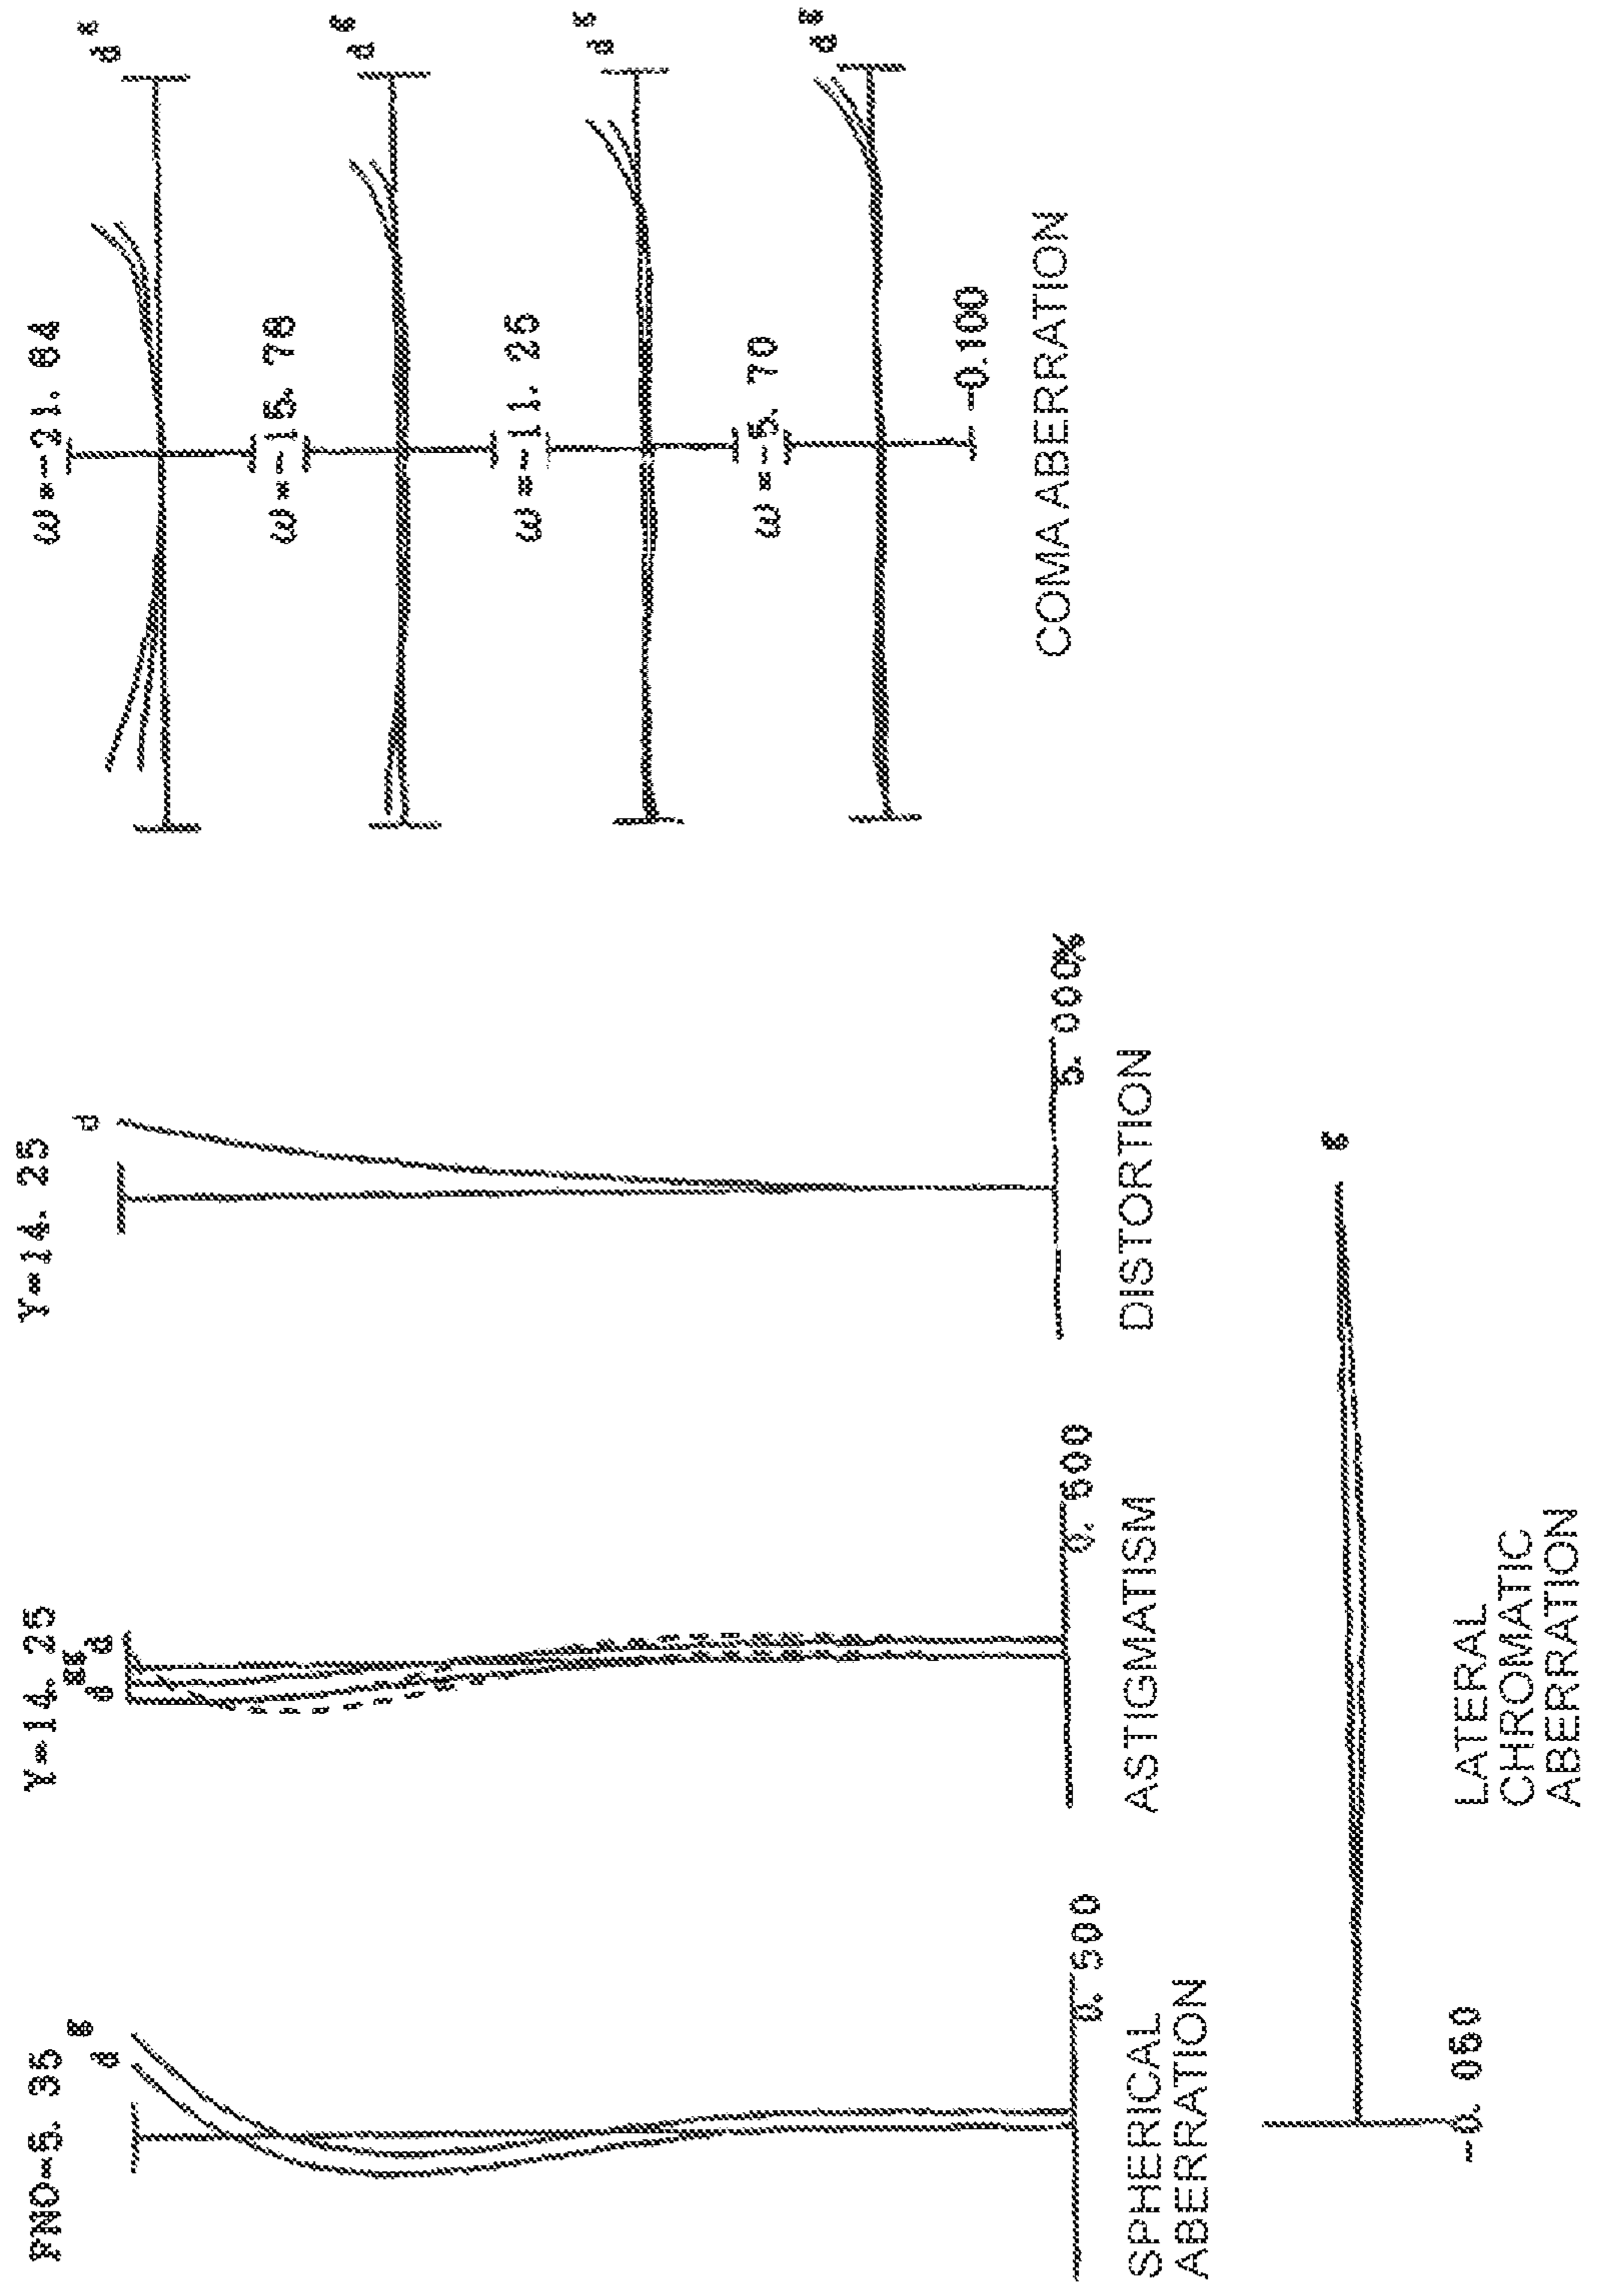 FNO=5. 35
d
g
0. 500
SPHERICAL
ABERRATION
Y=14. 25
g
g
d
d
0. 500
ASTIGMATISM
Y=14. 25
d
5. 000%
DISTORTION
ω=-21. 84
d
g
ω=-15. 78
d
g
ω=-11. 25
d
g
ω=-5. 70
d
g
-0.100
COMA ABERRATION
g
-0. 050
LATERAL
CHROMATIC
ABERRATION